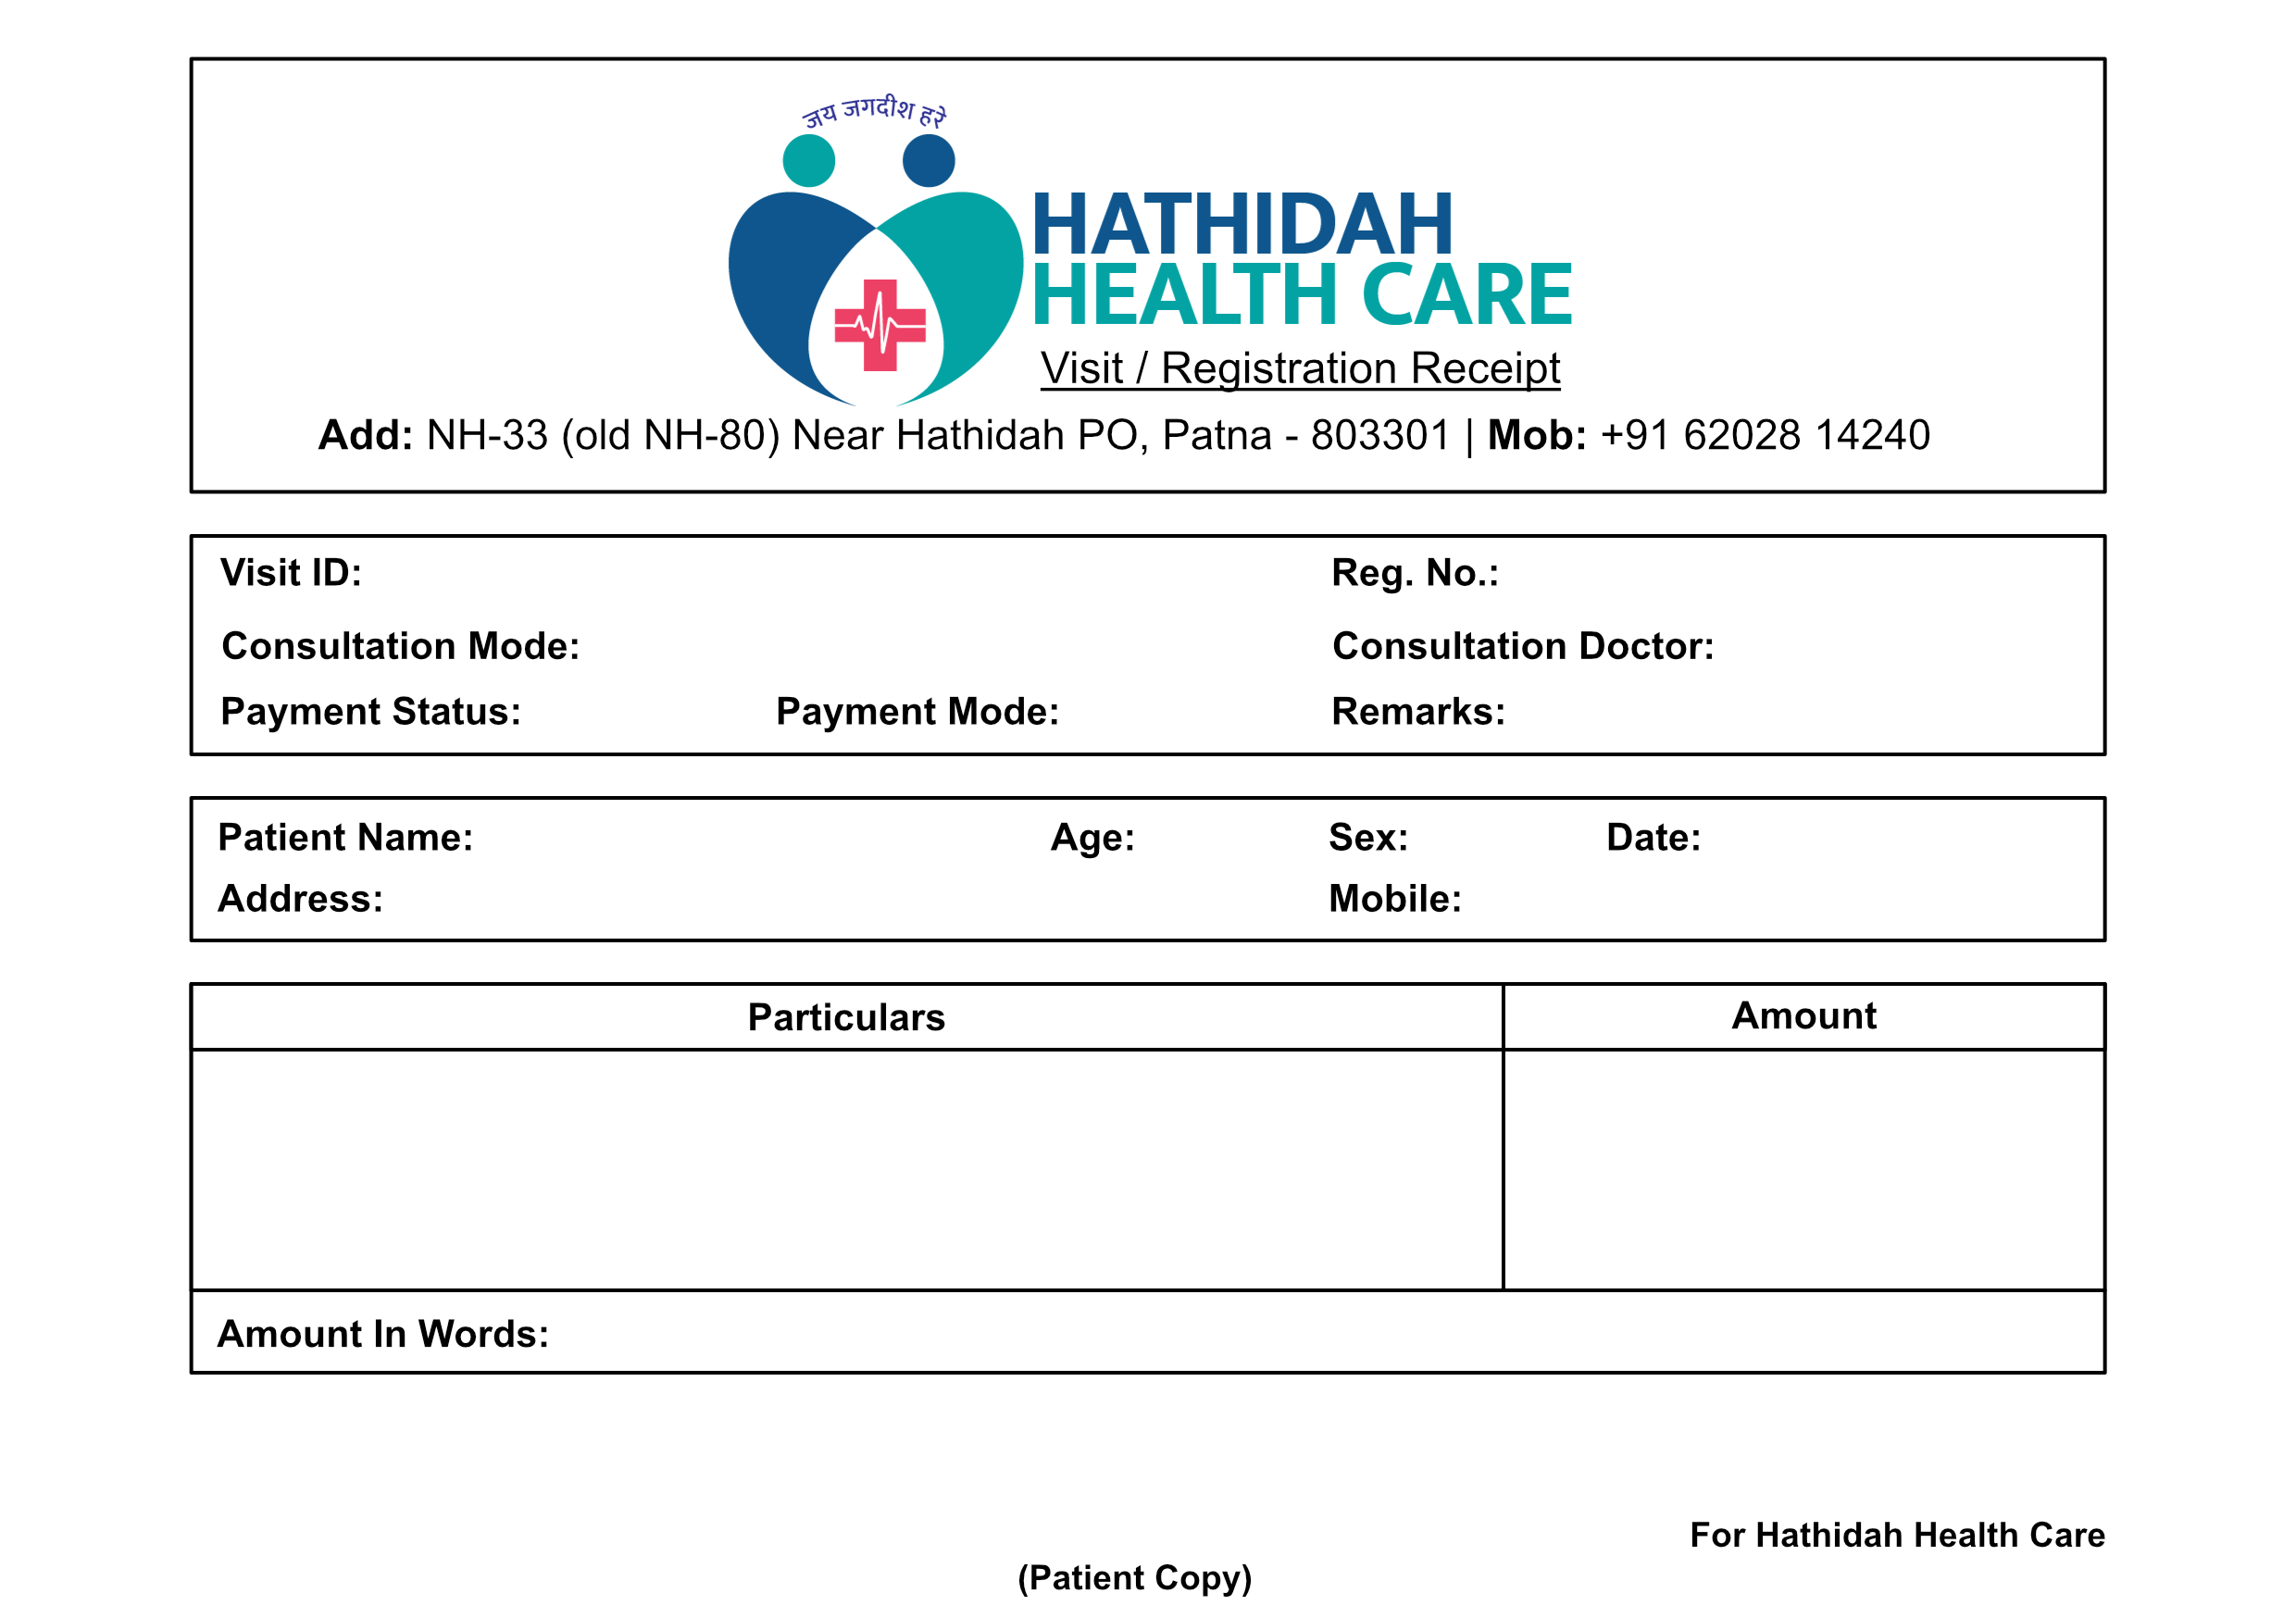 जय जगदीश हरे
HATHIDAH
HEALTH CARE
Visit / Registration Receipt
Add: NH-33 (old NH-80) Near Hathidah PO, Patna - 803301 | Mob: +91 62028 14240
Visit ID: Reg. No.:
Consultation Mode: Consultation Doctor:
Payment Status: Payment Mode: Remarks:
Patient Name: Age: Sex: Date:
Address: Mobile:
Particulars Amount
Amount In Words:
For Hathidah Health Care
(Patient Copy)